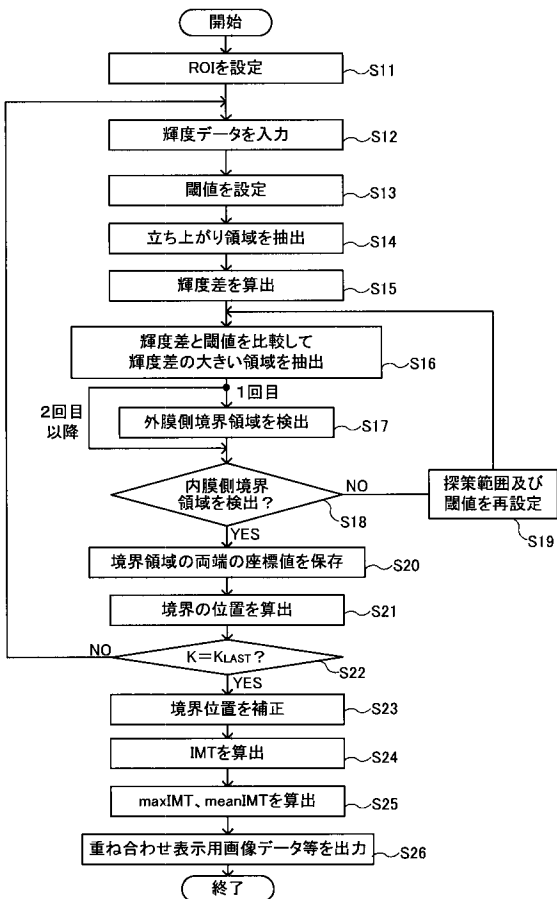 開始
ROIを設定
S11
輝度データを入力
S12
閾値を設定
S13
立ち上がり領域を抽出
S14
輝度差を算出
S15
輝度差と閾値を比較して
輝度差の大きい領域を抽出
S16
1回目
2回目
以降
外膜側境界領域を検出
S17
内膜側境界
領域を検出?
S18
NO
探策範囲及び
閾値を再設定
S19
YES
境界領域の両端の座標値を保存
S20
境界の位置を算出
S21
NO
K=KLAST?
S22
YES
境界位置を補正
S23
IMTを算出
S24
maxIMT、meanIMTを算出
S25
重ね合わせ表示用画像データ等を出力
S26
終了